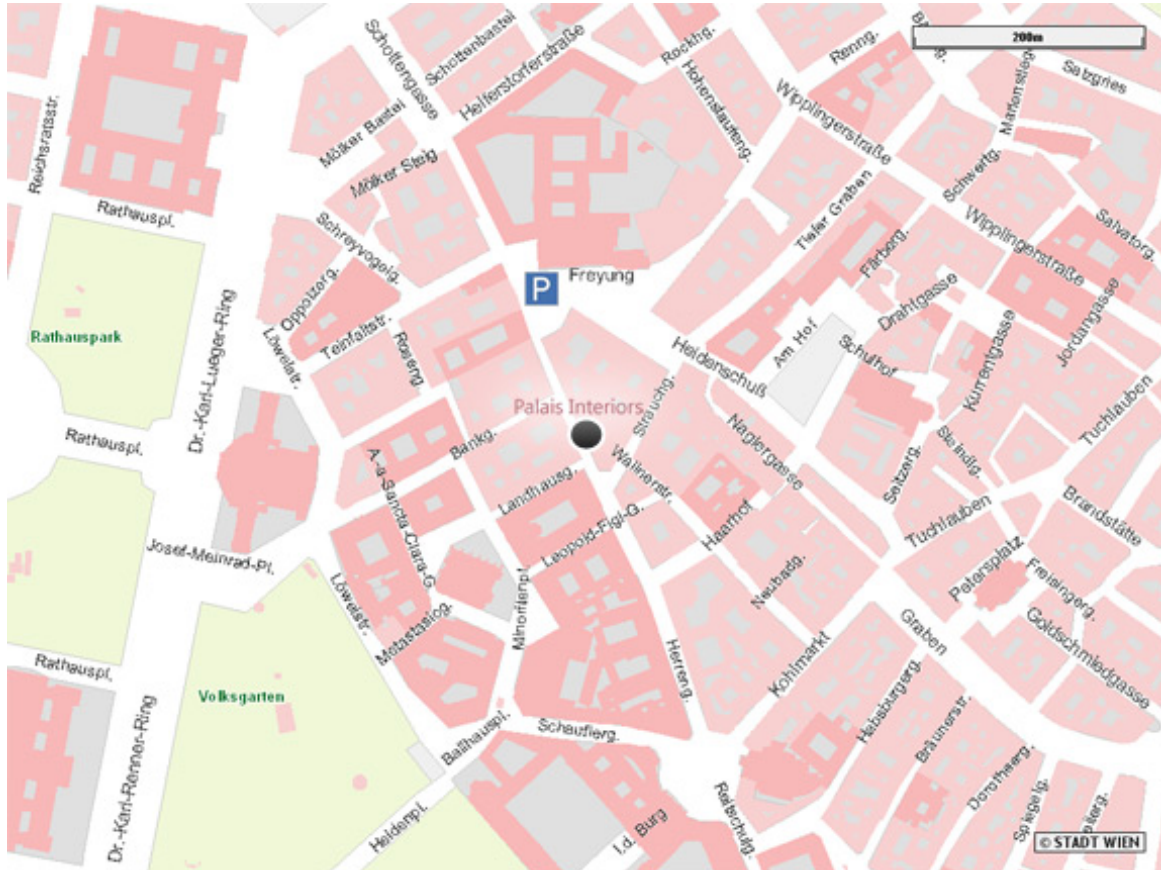 Schottengasse
Schottenbastei
Helferstorferstraße
Rockhg.
Hohenstaufeng.
Renng.
200m
Salzgries
Marienstieg
Wipplingerstraße
Schwertg.
Reichsratsstr.
Mölker Bastei
Mölker Steig
Rathauspl.
Schreyvogelg.
Oppolzerg.
Teinfaltstr.
Löwelstr.
Roseng.
P
Freyung
Tiefer Graben
Färberg.
Wipplingerstraße
Salvatorg.
Drahtgasse
Jordangasse
Am Hof
Schulhof
Kurrentgasse
Heidenschuß
Rathauspark
Dr.-Karl-Lueger-Ring
Rathauspl.
Palais Interiors
Strauchg.
Naglergasse
Wallnerstr.
Haarhof
Seitzerg.
Steindlg.
Tuchlauben
Tuchlauben
Brandstätte
Bankg.
Landhausg.
Leopold-Figl-G.
A.-a-Sancta-Clara-G
Josef-Meinrad-Pl.
Löwelstr.
Metastasiog.
Minoritenpl.
Herreng.
Neubadg.
Petersplatz
Freisingerg.
Goldschmiedgasse
Graben
Kohlmarkt
Habsburgerg.
Bräunerstr.
Dorotheerg.
Spiegelg.
Rathauspl.
Volksgarten
Dr.-Karl-Renner-Ring
Ballhauspl.
Schauflerg.
Heldenpl.
I.d. Burg
Reitschulg.
© STADT WIEN